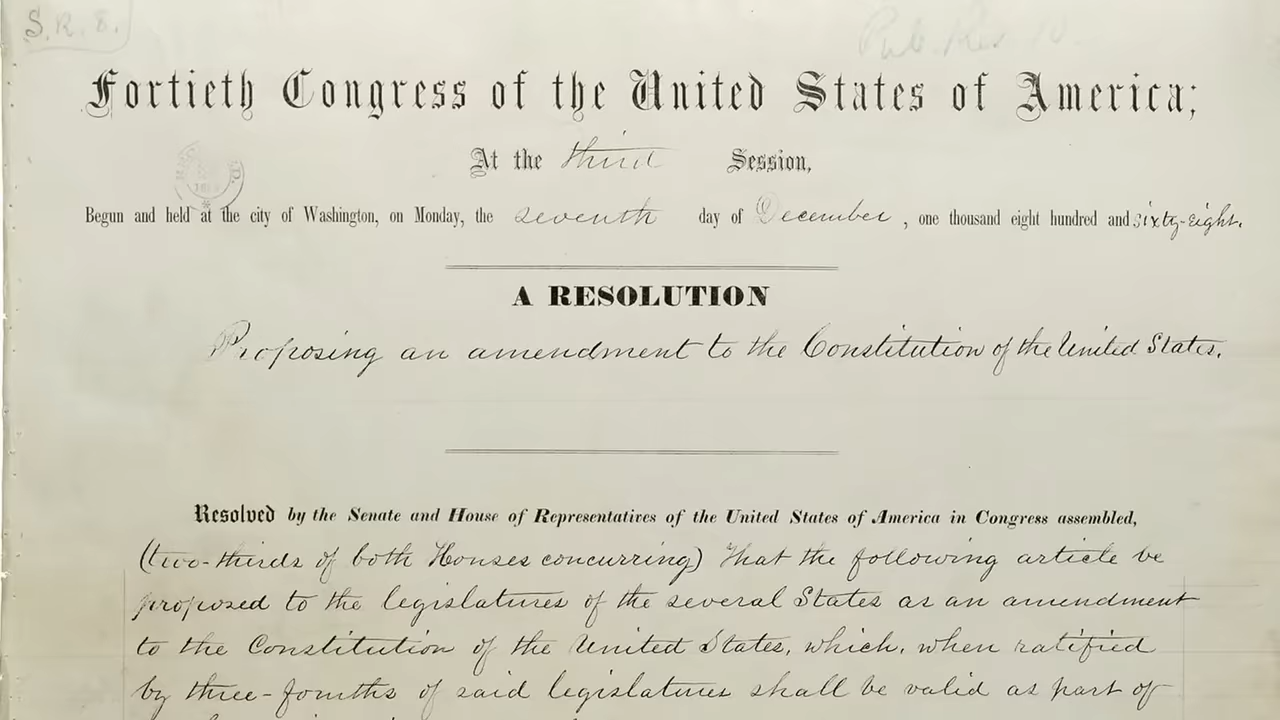 S.R. 8.
Pub. Res 10.
Fortieth Congress of the United States of America;
At the third Session,
Begun and held at the city of Washington, on Monday, the seventh day of December, one thousand eight hundred and sixty-eight.
A RESOLUTION
Proposing an amendment to the Constitution of the United States.
Resolved by the Senate and House of Representatives of the United States of America in Congress assembled,
(two-thirds of both Houses concurring) That the following article be
proposed to the legislatures of the several States as an amendment
to the Constitution of the United States, which, when ratified
by three-fourths of said legislatures shall be valid as part of